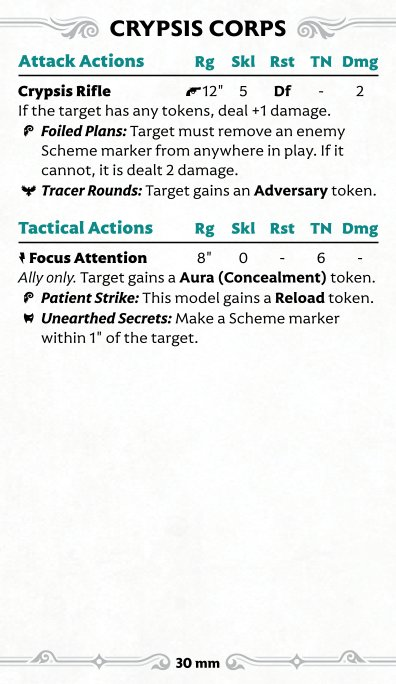 CRYPSIS CORPS
Attack Actions Rg Skl Rst TN Dmg
Crypsis Rifle 12" 5 Df - 2
If the target has any tokens, deal +1 damage.
Foiled Plans: Target must remove an enemy
Scheme marker from anywhere in play. If it
cannot, it is dealt 2 damage.
Tracer Rounds: Target gains an Adversary token.
Tactical Actions Rg Skl Rst TN Dmg
Focus Attention 8" 0 - 6 -
Ally only. Target gains a Aura (Concealment) token.
Patient Strike: This model gains a Reload token.
Unearthed Secrets: Make a Scheme marker
within 1" of the target.
30 mm